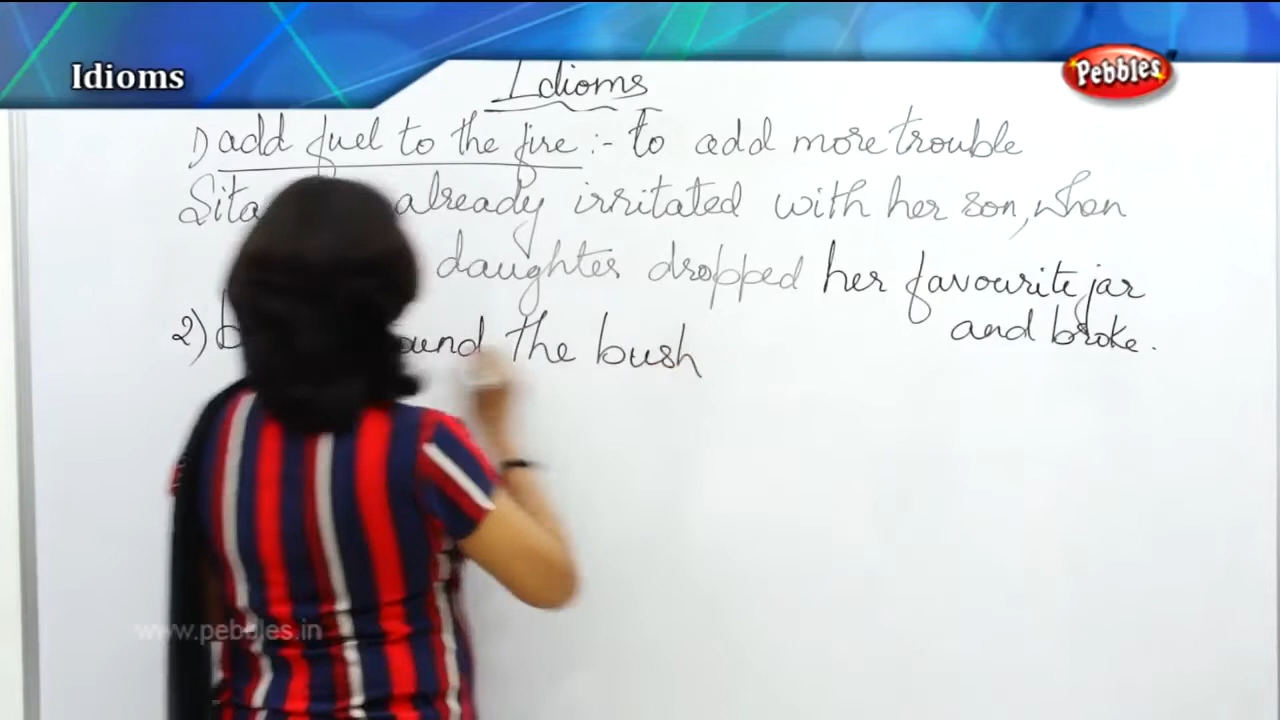 Idioms
Pebbles
Idioms
1) add fuel to the fire :- to add more trouble
Sita already irritated with her son, when
daughter dropped her favourite jar
and broke.
2) the bush
www.pebbles.in